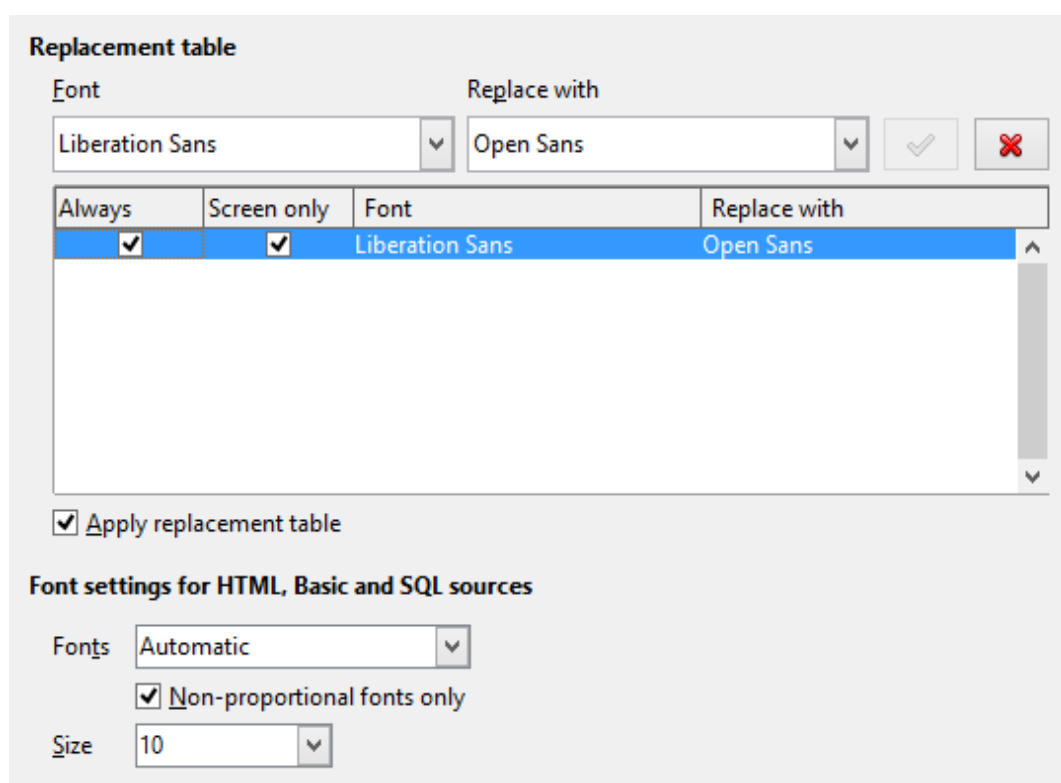 Replacement table
Font Replace with
Liberation Sans Open Sans
Always Screen only Font Replace with
Liberation Sans Open Sans
Apply replacement table
Font settings for HTML, Basic and SQL sources
Fonts Automatic
Non-proportional fonts only
Size 10